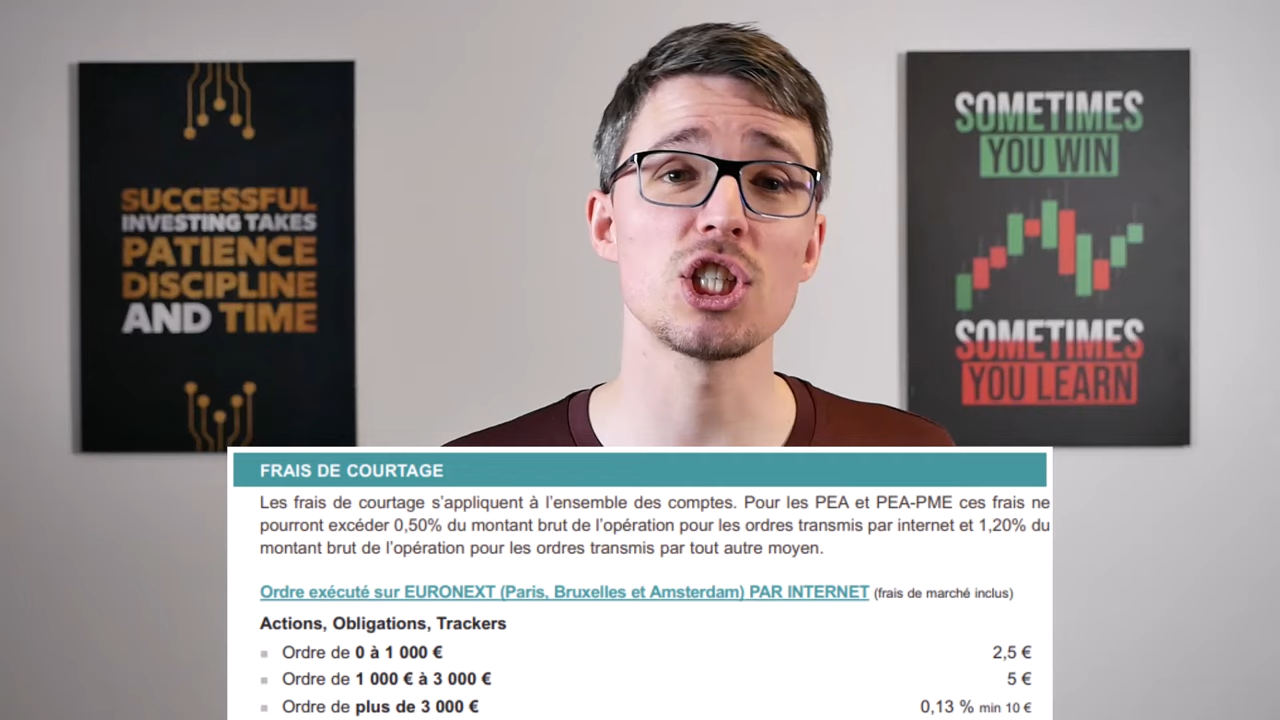 SUCCESSFUL
INVESTING TAKES
PATIENCE
DISCIPLINE
AND TIME
SOMETIMES
YOU WIN
SOMETIMES
YOU LEARN
FRAIS DE COURTAGE
Les frais de courtage s'appliquent à l'ensemble des comptes. Pour les PEA et PEA-PME ces frais ne
pourront excéder 0,50% du montant brut de l'opération pour les ordres transmis par internet et 1,20% du
montant brut de l'opération pour les ordres transmis par tout autre moyen.
Ordre exécuté sur EURONEXT (Paris, Bruxelles et Amsterdam) PAR INTERNET (frais de marché inclus)
Actions, Obligations, Trackers
Ordre de 0 à 1 000 € 2,5 €
Ordre de 1 000 € à 3 000 € 5 €
Ordre de plus de 3 000 € 0,13 % min 10 €